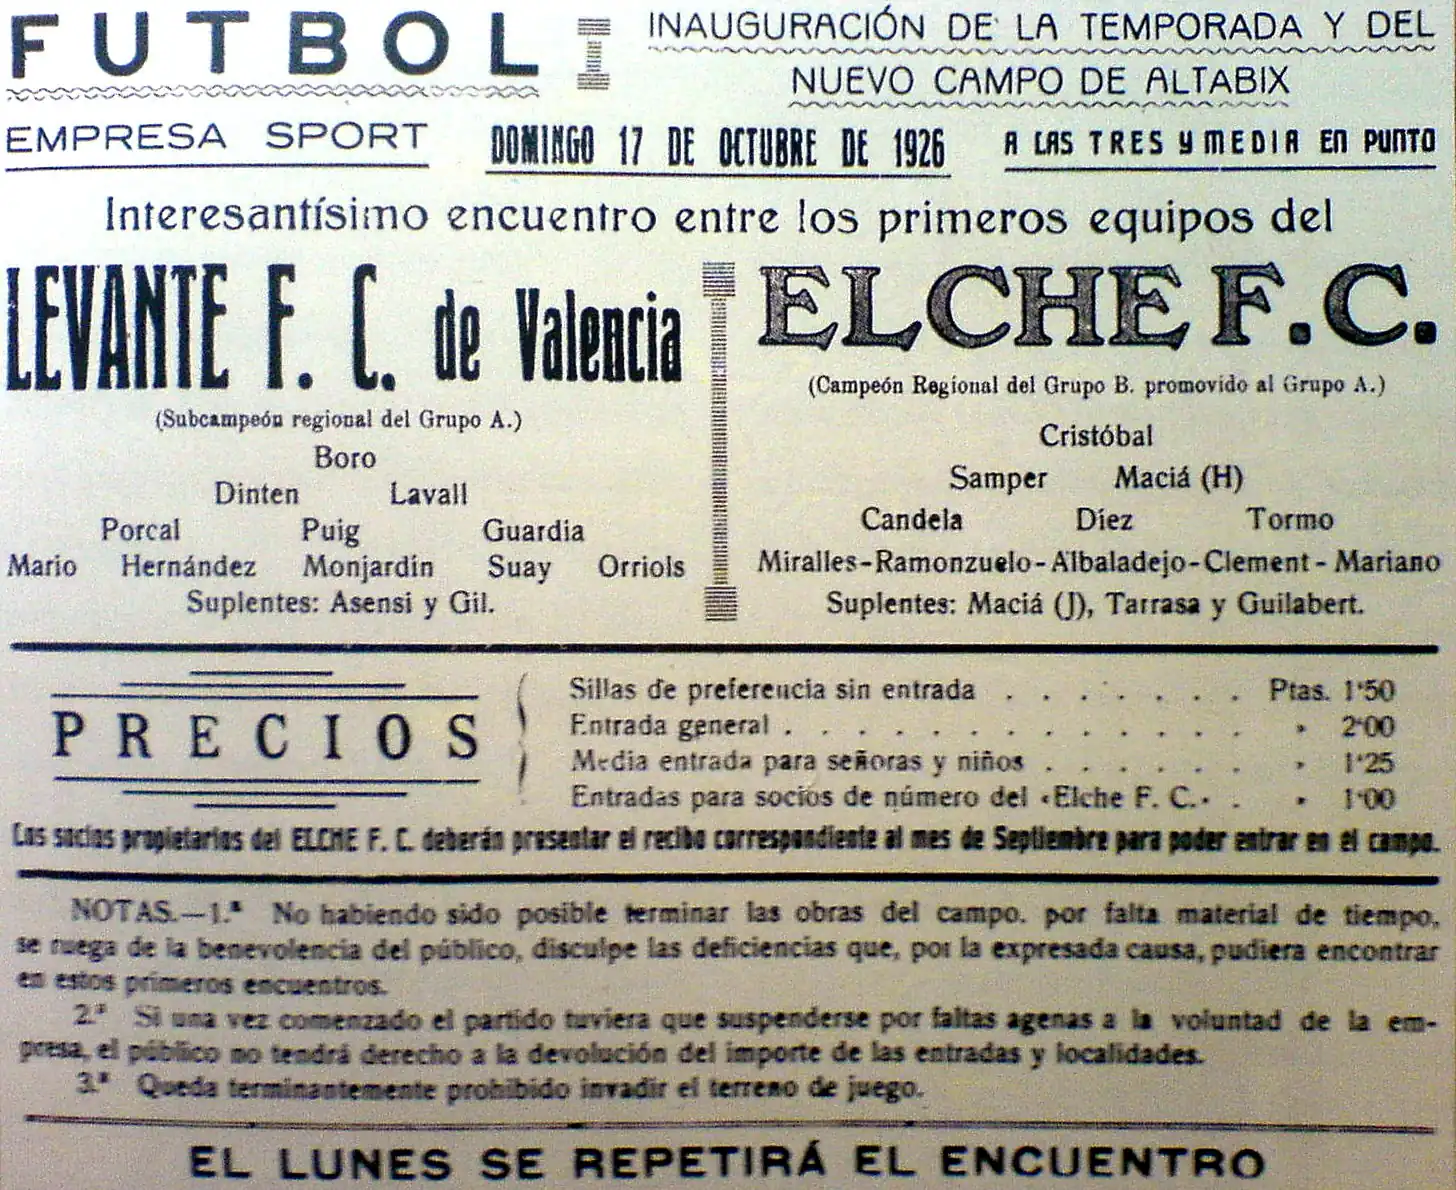 FUTBOL
INAUGURACIÓN DE LA TEMPORADA Y DEL
NUEVO CAMPO DE ALTABIX
EMPRESA SPORT
DOMINGO 17 DE OCTUBRE DE 1926
A LAS TRES Y MEDIA EN PUNTO
Interesantísimo encuentro entre los primeros equipos del
LEVANTE F. C. de Valencia
(Subcampeón regional del Grupo A.)
Boro
Dinten Lavall
Porcal Puig Guardia
Mario Hernández Monjardín Suay Orriols
Suplentes: Asensi y Gil.
ELCHE F. C.
(Campeón Regional del Grupo B. promovido al Grupo A.)
Cristóbal
Samper Maciá (H)
Candela Díez Tormo
Miralles-Ramonzuelo-Albaladejo-Clement-Mariano
Suplentes: Maciá (J), Tarrasa y Guilabert.
PRECIOS
Sillas de preferencia sin entrada . . . . . . . Ptas. 1'50
Entrada general . . . . . . . . . . . . . » 2'00
Media entrada para señoras y niños . . . . . . » 1'25
Entradas para socios de número del «Elche F. C.» . » 1'00
Los socios propietarios del ELCHE F. C. deberán presentar el recibo correspondiente al mes de Septiembre para poder entrar en el campo.
NOTAS.—1.ª No habiendo sido posible terminar las obras del campo. por falta material de tiempo,
se ruega de la benevolencia del público, disculpe las deficiencias que, por la expresada causa, pudiera encontrar
en estos primeros encuentros.
2.ª Si una vez comenzado el partido tuviera que suspenderse por faltas agenas a la voluntad de la em-
presa, el público no tendrá derecho a la devolución del importe de las entradas y localidades.
3.ª Queda terminantemente prohibido invadir el terreno de juego.
EL LUNES SE REPETIRÁ EL ENCUENTRO